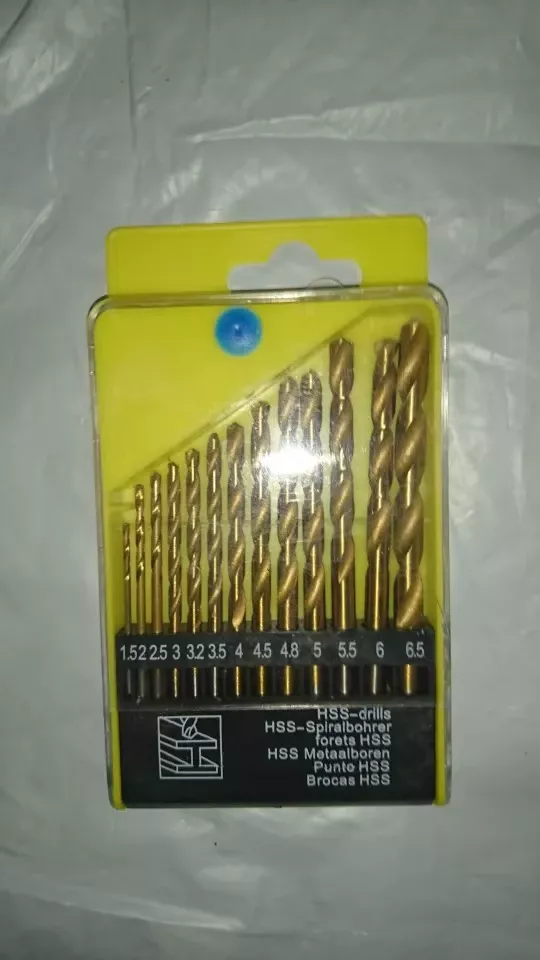 1.5 2 2.5 3 3.2 3.5 4 4.5 4.8 5 5.5 6 6.5
HSS-drills
HSS-Spiralbohrer
forets HSS
HSS Metaalboren
Punte HSS
Brocas HSS